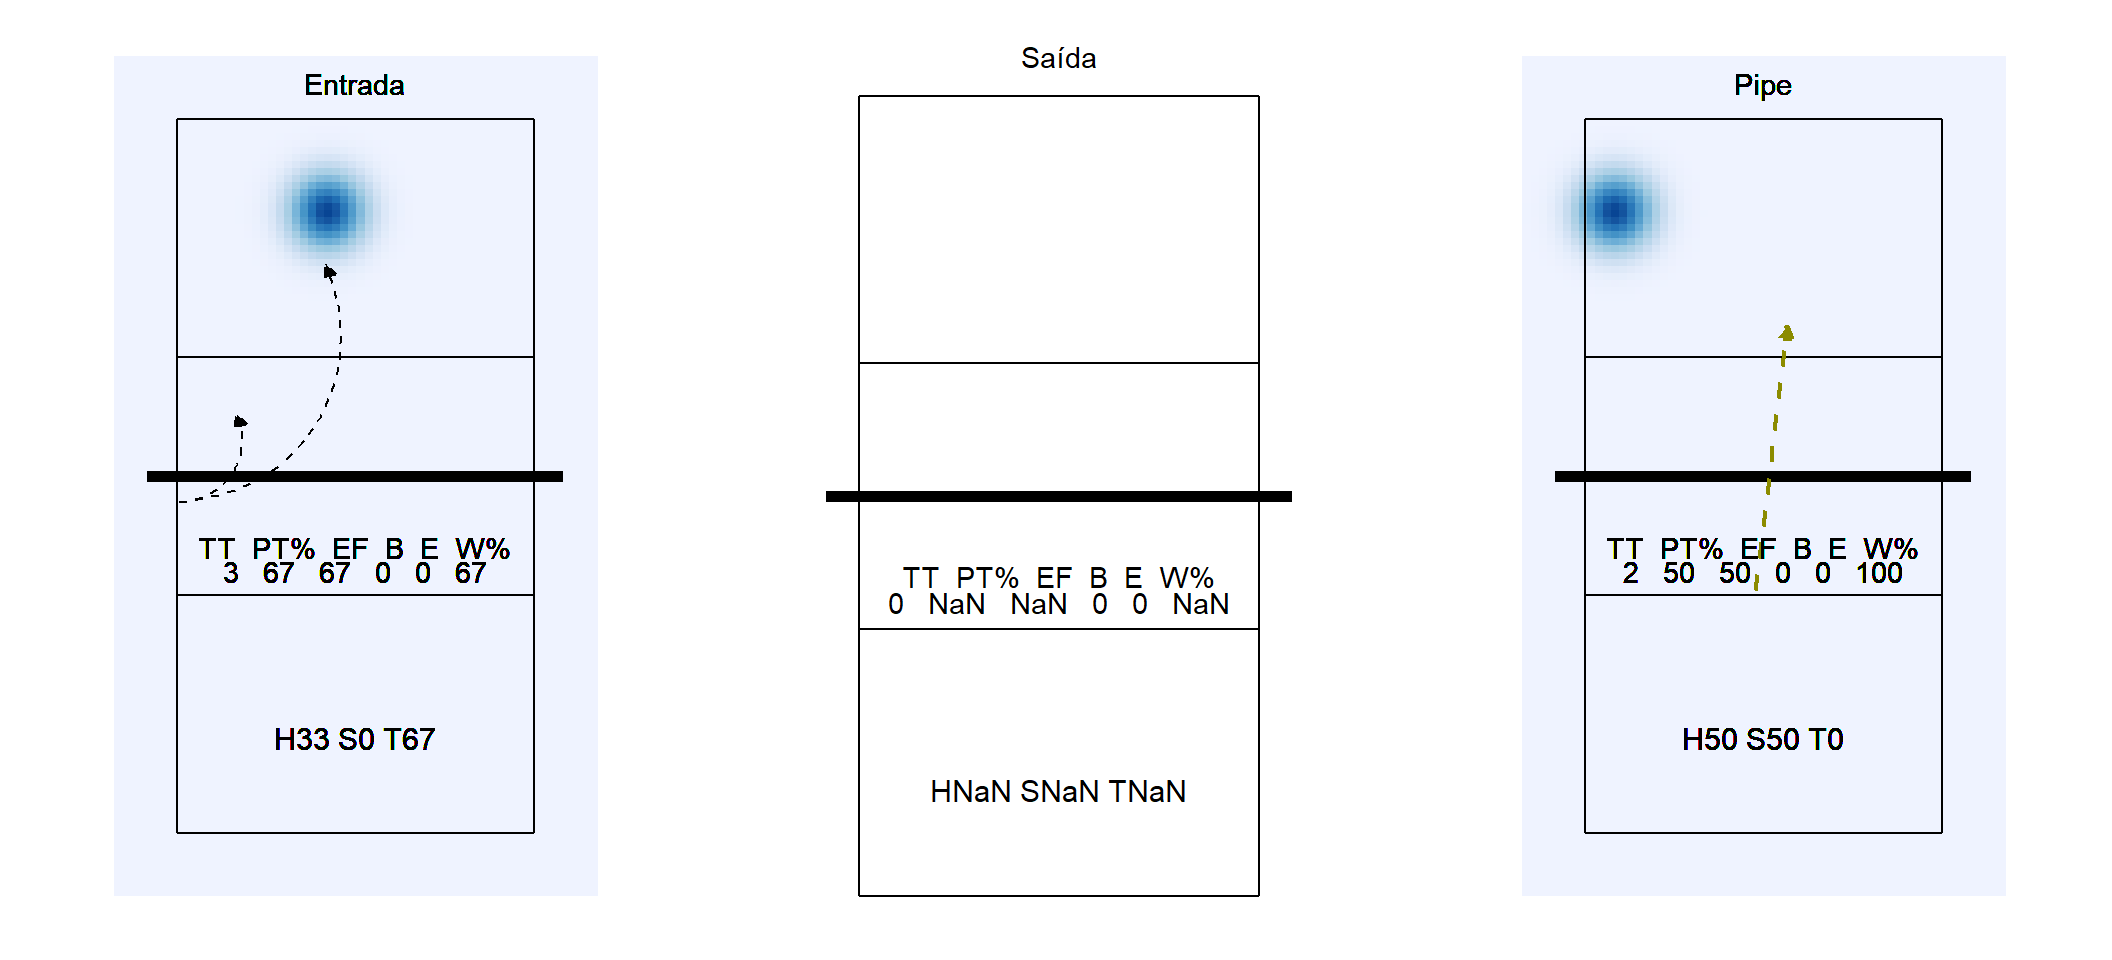 Entrada
TT PT% EF B E W%
3 67 67 0 0 67
H33 S0 T67
Saída
TT PT% EF B E W%
0 NaN NaN 0 0 NaN
HNaN SNaN TNaN
Pipe
TT PT% EF B E W%
2 50 50 0 0 100
H50 S50 T0